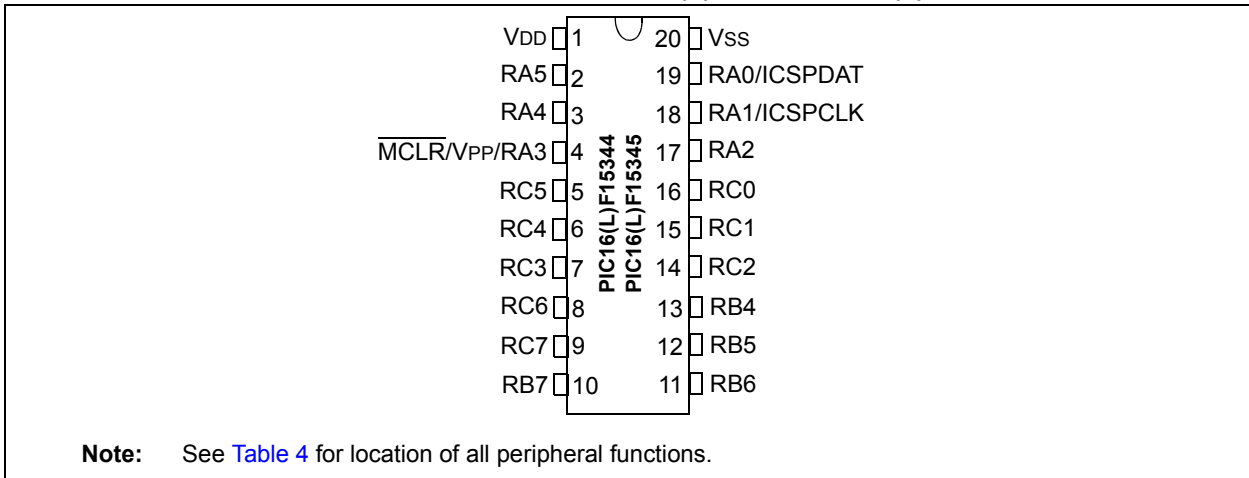 VDD 1 20 VSS
RA5 2 19 RA0/ICSPDAT
RA4 3 18 RA1/ICSPCLK
MCLR/VPP/RA3 4 17 RA2
RC5 5 16 RC0
RC4 6 15 RC1
RC3 7 14 RC2
RC6 8 13 RB4
RC7 9 12 RB5
RB7 10 11 RB6
PIC16(L)F15344
PIC16(L)F15345
Note: See Table 4 for location of all peripheral functions.